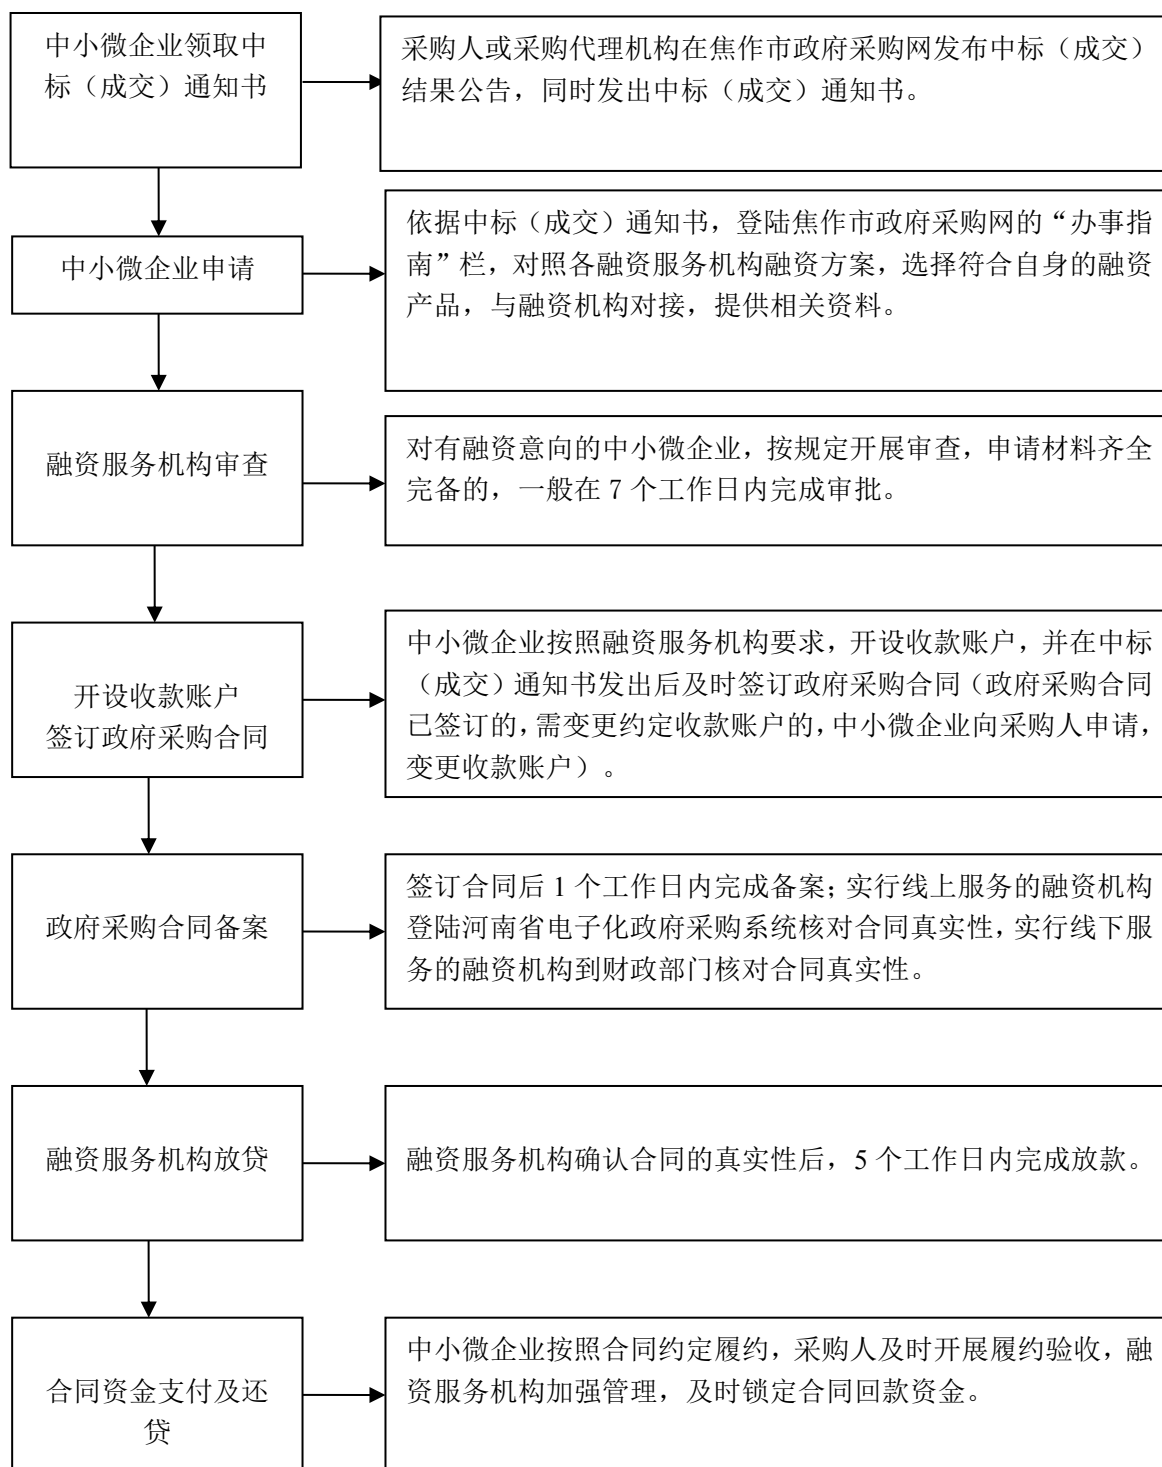 中小微企业领取中
标（成交）通知书
采购人或采购代理机构在焦作市政府采购网发布中标（成交）
结果公告，同时发出中标（成交）通知书。
中小微企业申请
依据中标（成交）通知书，登陆焦作市政府采购网的“办事指
南”栏，对照各融资服务机构融资方案，选择符合自身的融资
产品，与融资机构对接，提供相关资料。
融资服务机构审查
对有融资意向的中小微企业，按规定开展审查，申请材料齐全
完备的，一般在 7 个工作日内完成审批。
开设收款账户
签订政府采购合同
中小微企业按照融资服务机构要求，开设收款账户，并在中标
（成交）通知书发出后及时签订政府采购合同（政府采购合同
已签订的，需变更约定收款账户的，中小微企业向采购人申请，
变更收款账户）。
政府采购合同备案
签订合同后 1 个工作日内完成备案；实行线上服务的融资机构
登陆河南省电子化政府采购系统核对合同真实性，实行线下服
务的融资机构到财政部门核对合同真实性。
融资服务机构放贷
融资服务机构确认合同的真实性后，5 个工作日内完成放款。
合同资金支付及还
贷
中小微企业按照合同约定履约，采购人及时开展履约验收，融
资服务机构加强管理，及时锁定合同回款资金。